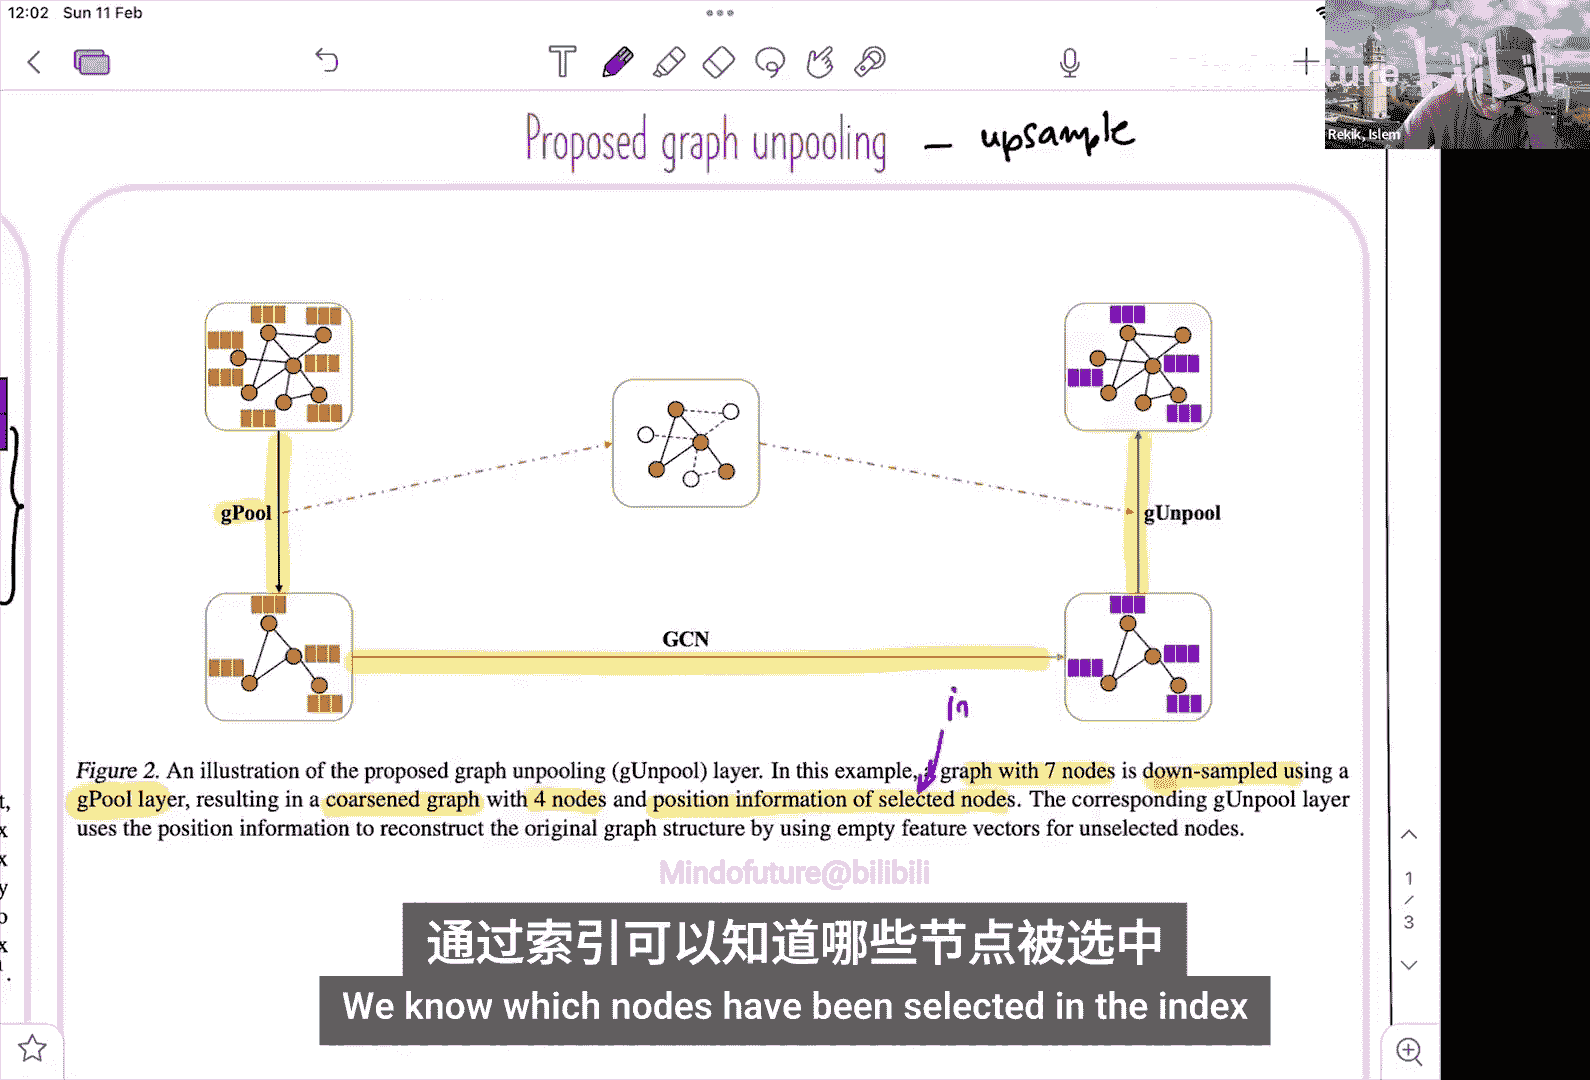 12:02 Sun 11 Feb
ture bilibili
Rekik, Islem
Proposed graph unpooling – upsample
gPool
gUnpool
GCN
in
Figure 2. An illustration of the proposed graph unpooling (gUnpool) layer. In this example, a graph with 7 nodes is down-sampled using a
gPool layer, resulting in a coarsened graph with 4 nodes and position information of selected nodes. The corresponding gUnpool layer
uses the position information to reconstruct the original graph structure by using empty feature vectors for unselected nodes.
Mindofuture@bilibili
1
/
3
通过索引可以知道哪些节点被选中
We know which nodes have been selected in the index